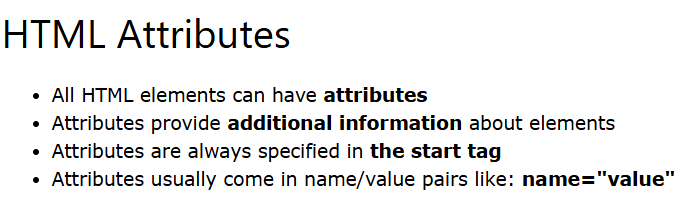 HTML Attributes
• All HTML elements can have attributes
• Attributes provide additional information about elements
• Attributes are always specified in the start tag
• Attributes usually come in name/value pairs like: name="value"